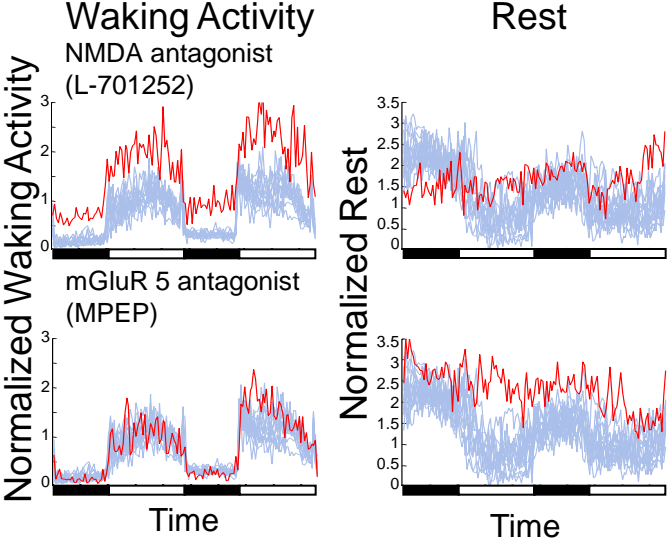 Waking Activity
Rest
NMDA antagonist
(L-701252)
Normalized Waking Activity
3
2
1
0
Normalized Rest
3.5
3
2.5
2
1.5
1
0.5
0
mGluR 5 antagonist
(MPEP)
3
2
1
0
3.5
3
2.5
2
1.5
1
0.5
0
Time
Time